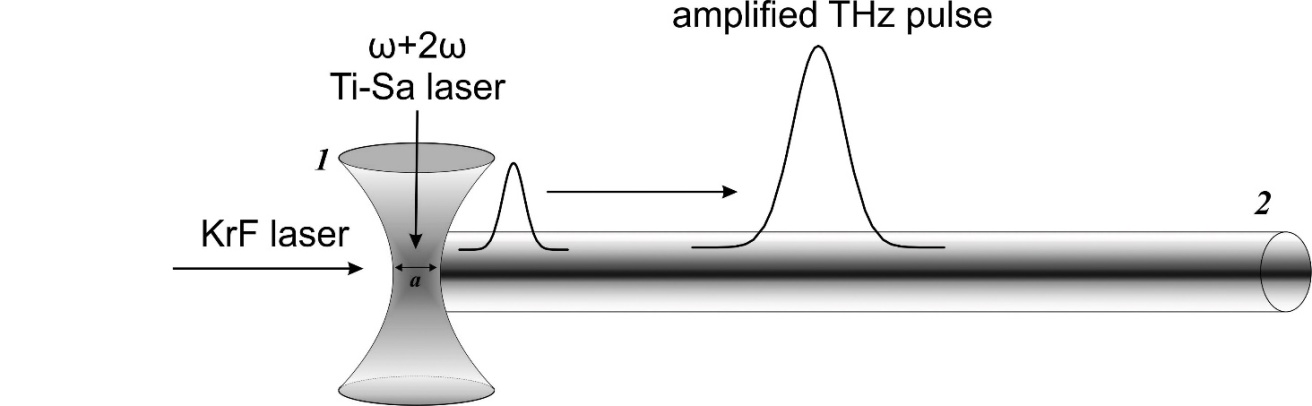 amplified THz pulse
ω+2ω
Ti-Sa laser
1
2
KrF laser
a